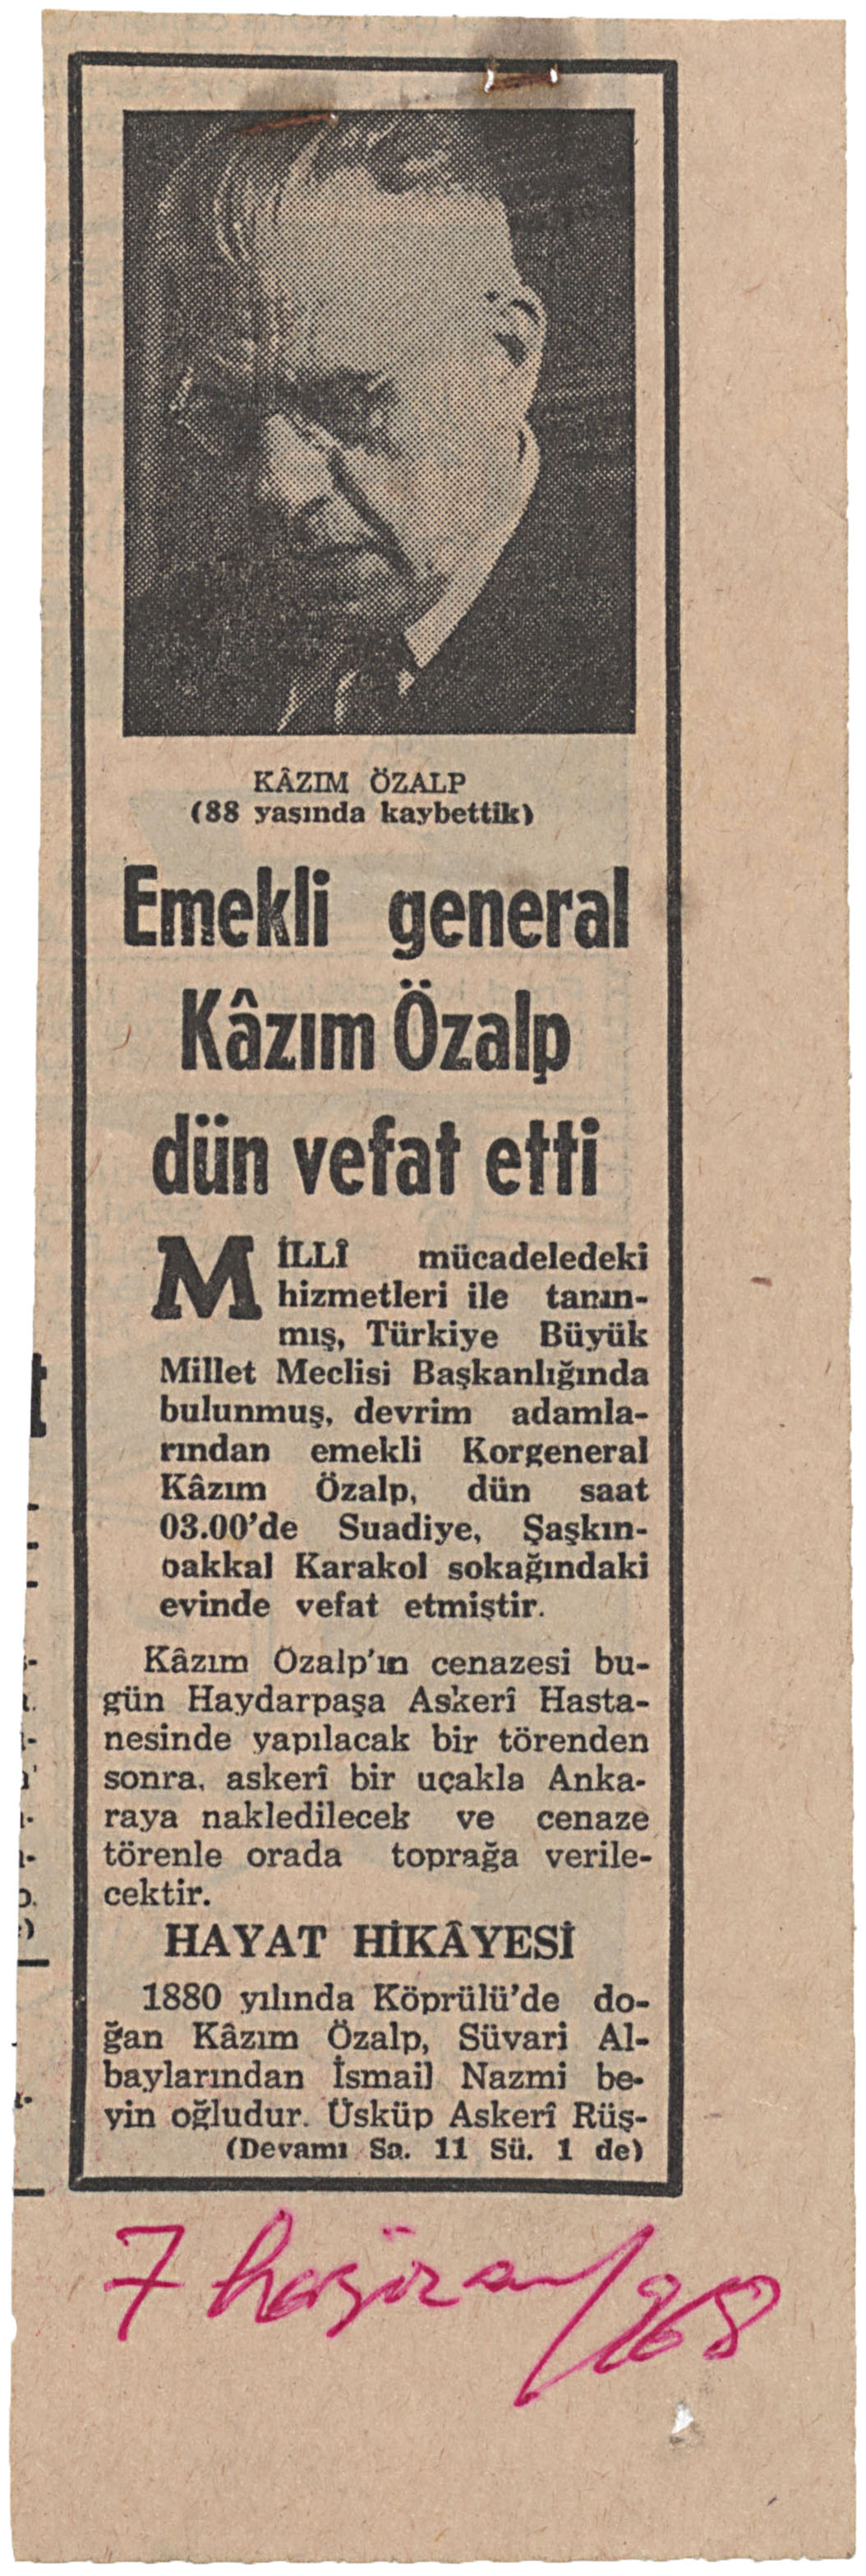 KÂZIM ÖZALP
(88 yaşında kaybettik)
Emekli general
Kâzım Özalp
dün vefat etti
MİLLÎ mücadeledeki
hizmetleri ile tanın-
mış, Türkiye Büyük
Millet Meclisi Başkanlığında
bulunmuş, devrim adamla-
rından emekli Korgeneral
Kâzım Özalp, dün saat
03.00'de Suadiye, Şaşkın-
bakkal Karakol sokağındaki
evinde vefat etmiştir.
Kâzım Özalp'ın cenazesi bu-
gün Haydarpaşa Askerî Hasta-
nesinde yapılacak bir törenden
sonra, askerî bir uçakla Anka-
raya nakledilecek ve cenaze
törenle orada toprağa verile-
cektir.
HAYAT HİKÂYESİ
1880 yılında Köprülü'de do-
ğan Kâzım Özalp, Süvari Al-
baylarından İsmail Nazmi be-
yin oğludur. Üsküp Askerî Rüş-
(Devamı Sa. 11 Sü. 1 de)
7 haziran/968